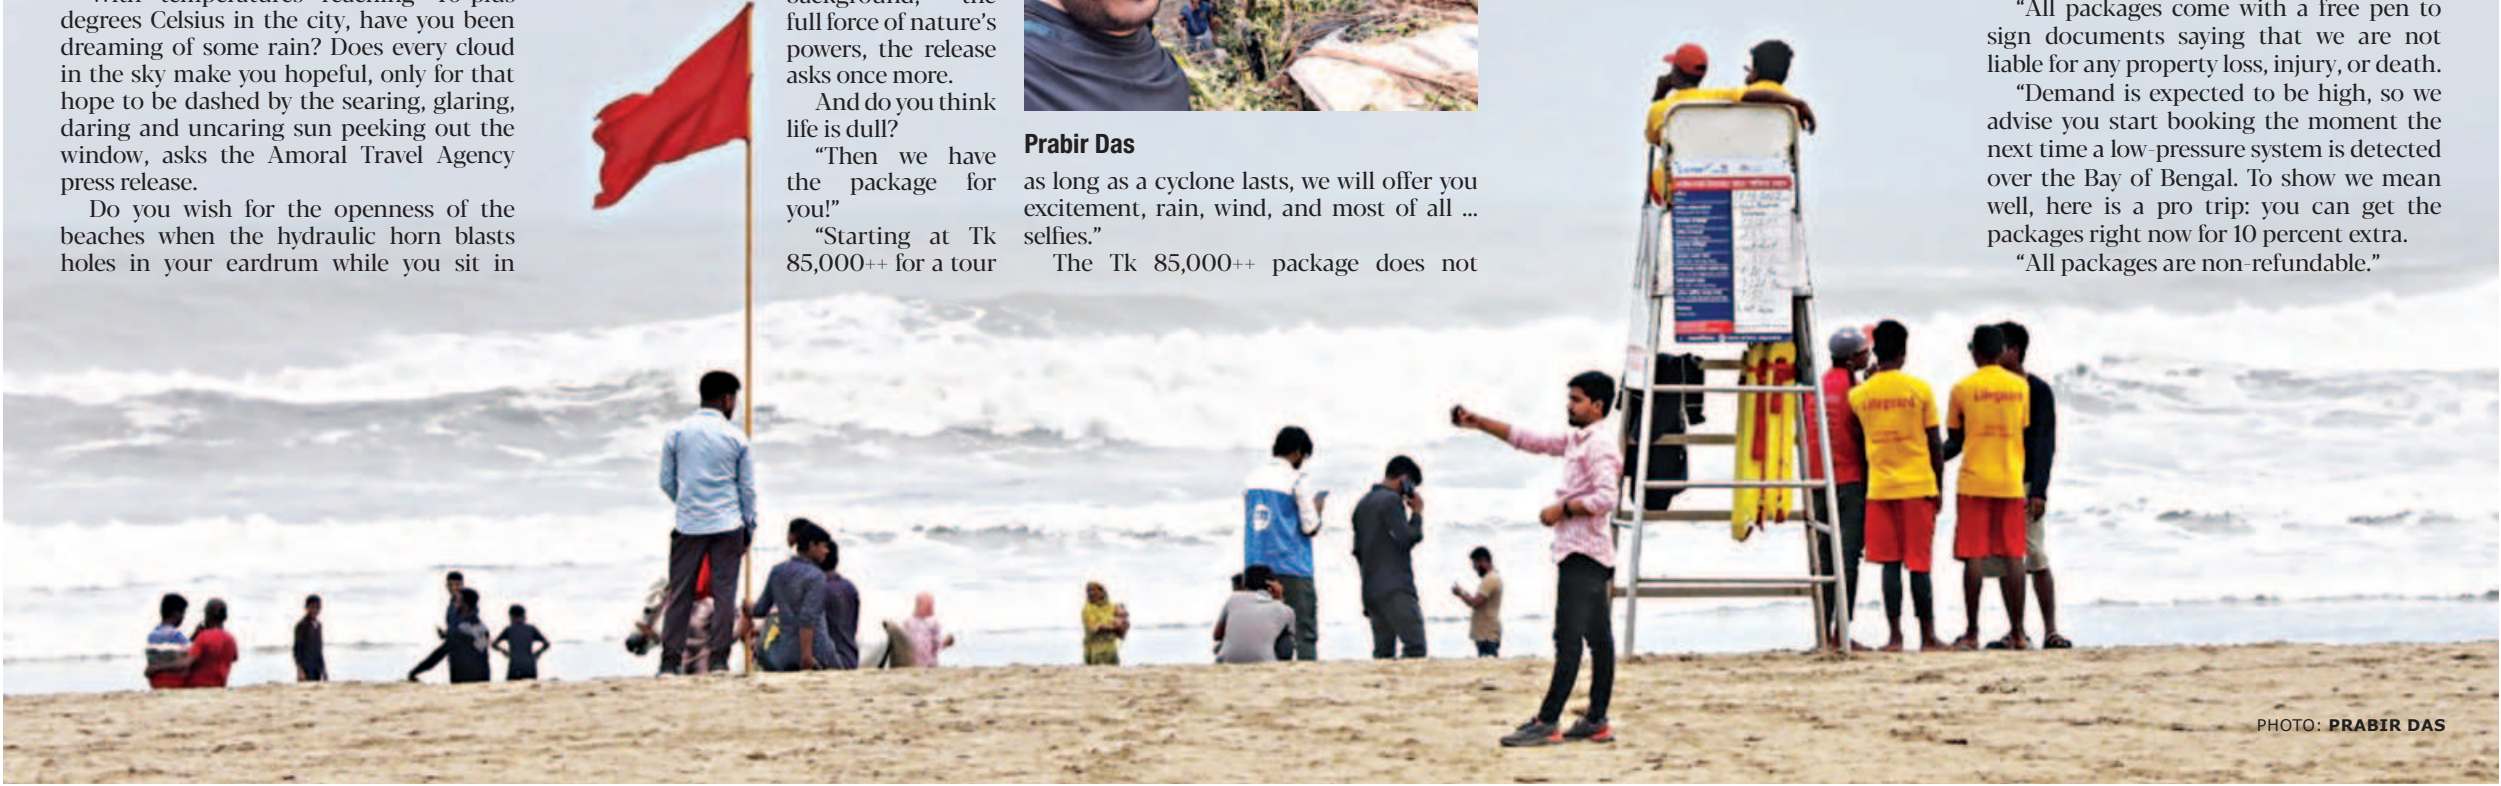 degrees Celsius in the city, have you been
dreaming of some rain? Does every cloud
in the sky make you hopeful, only for that
hope to be dashed by the searing, glaring,
daring and uncaring sun peeking out the
window, asks the Amoral Travel Agency
press release.
Do you wish for the openness of the
beaches when the hydraulic horn blasts
holes in your eardrum while you sit in
background, the
full force of nature's
powers, the release
asks once more.
And do you think
life is dull?
“Then we have
the package for
you!”
“Starting at Tk
85,000++ for a tour
Prabir Das
as long as a cyclone lasts, we will offer you
excitement, rain, wind, and most of all ...
selfies.”
The Tk 85,000++ package does not
“All packages come with a free pen to
sign documents saying that we are not
liable for any property loss, injury, or death.
“Demand is expected to be high, so we
advise you start booking the moment the
next time a low-pressure system is detected
over the Bay of Bengal. To show we mean
well, here is a pro trip: you can get the
packages right now for 10 percent extra.
“All packages are non-refundable.”
Lifeguard
Lifeguard
PHOTO: PRABIR DAS